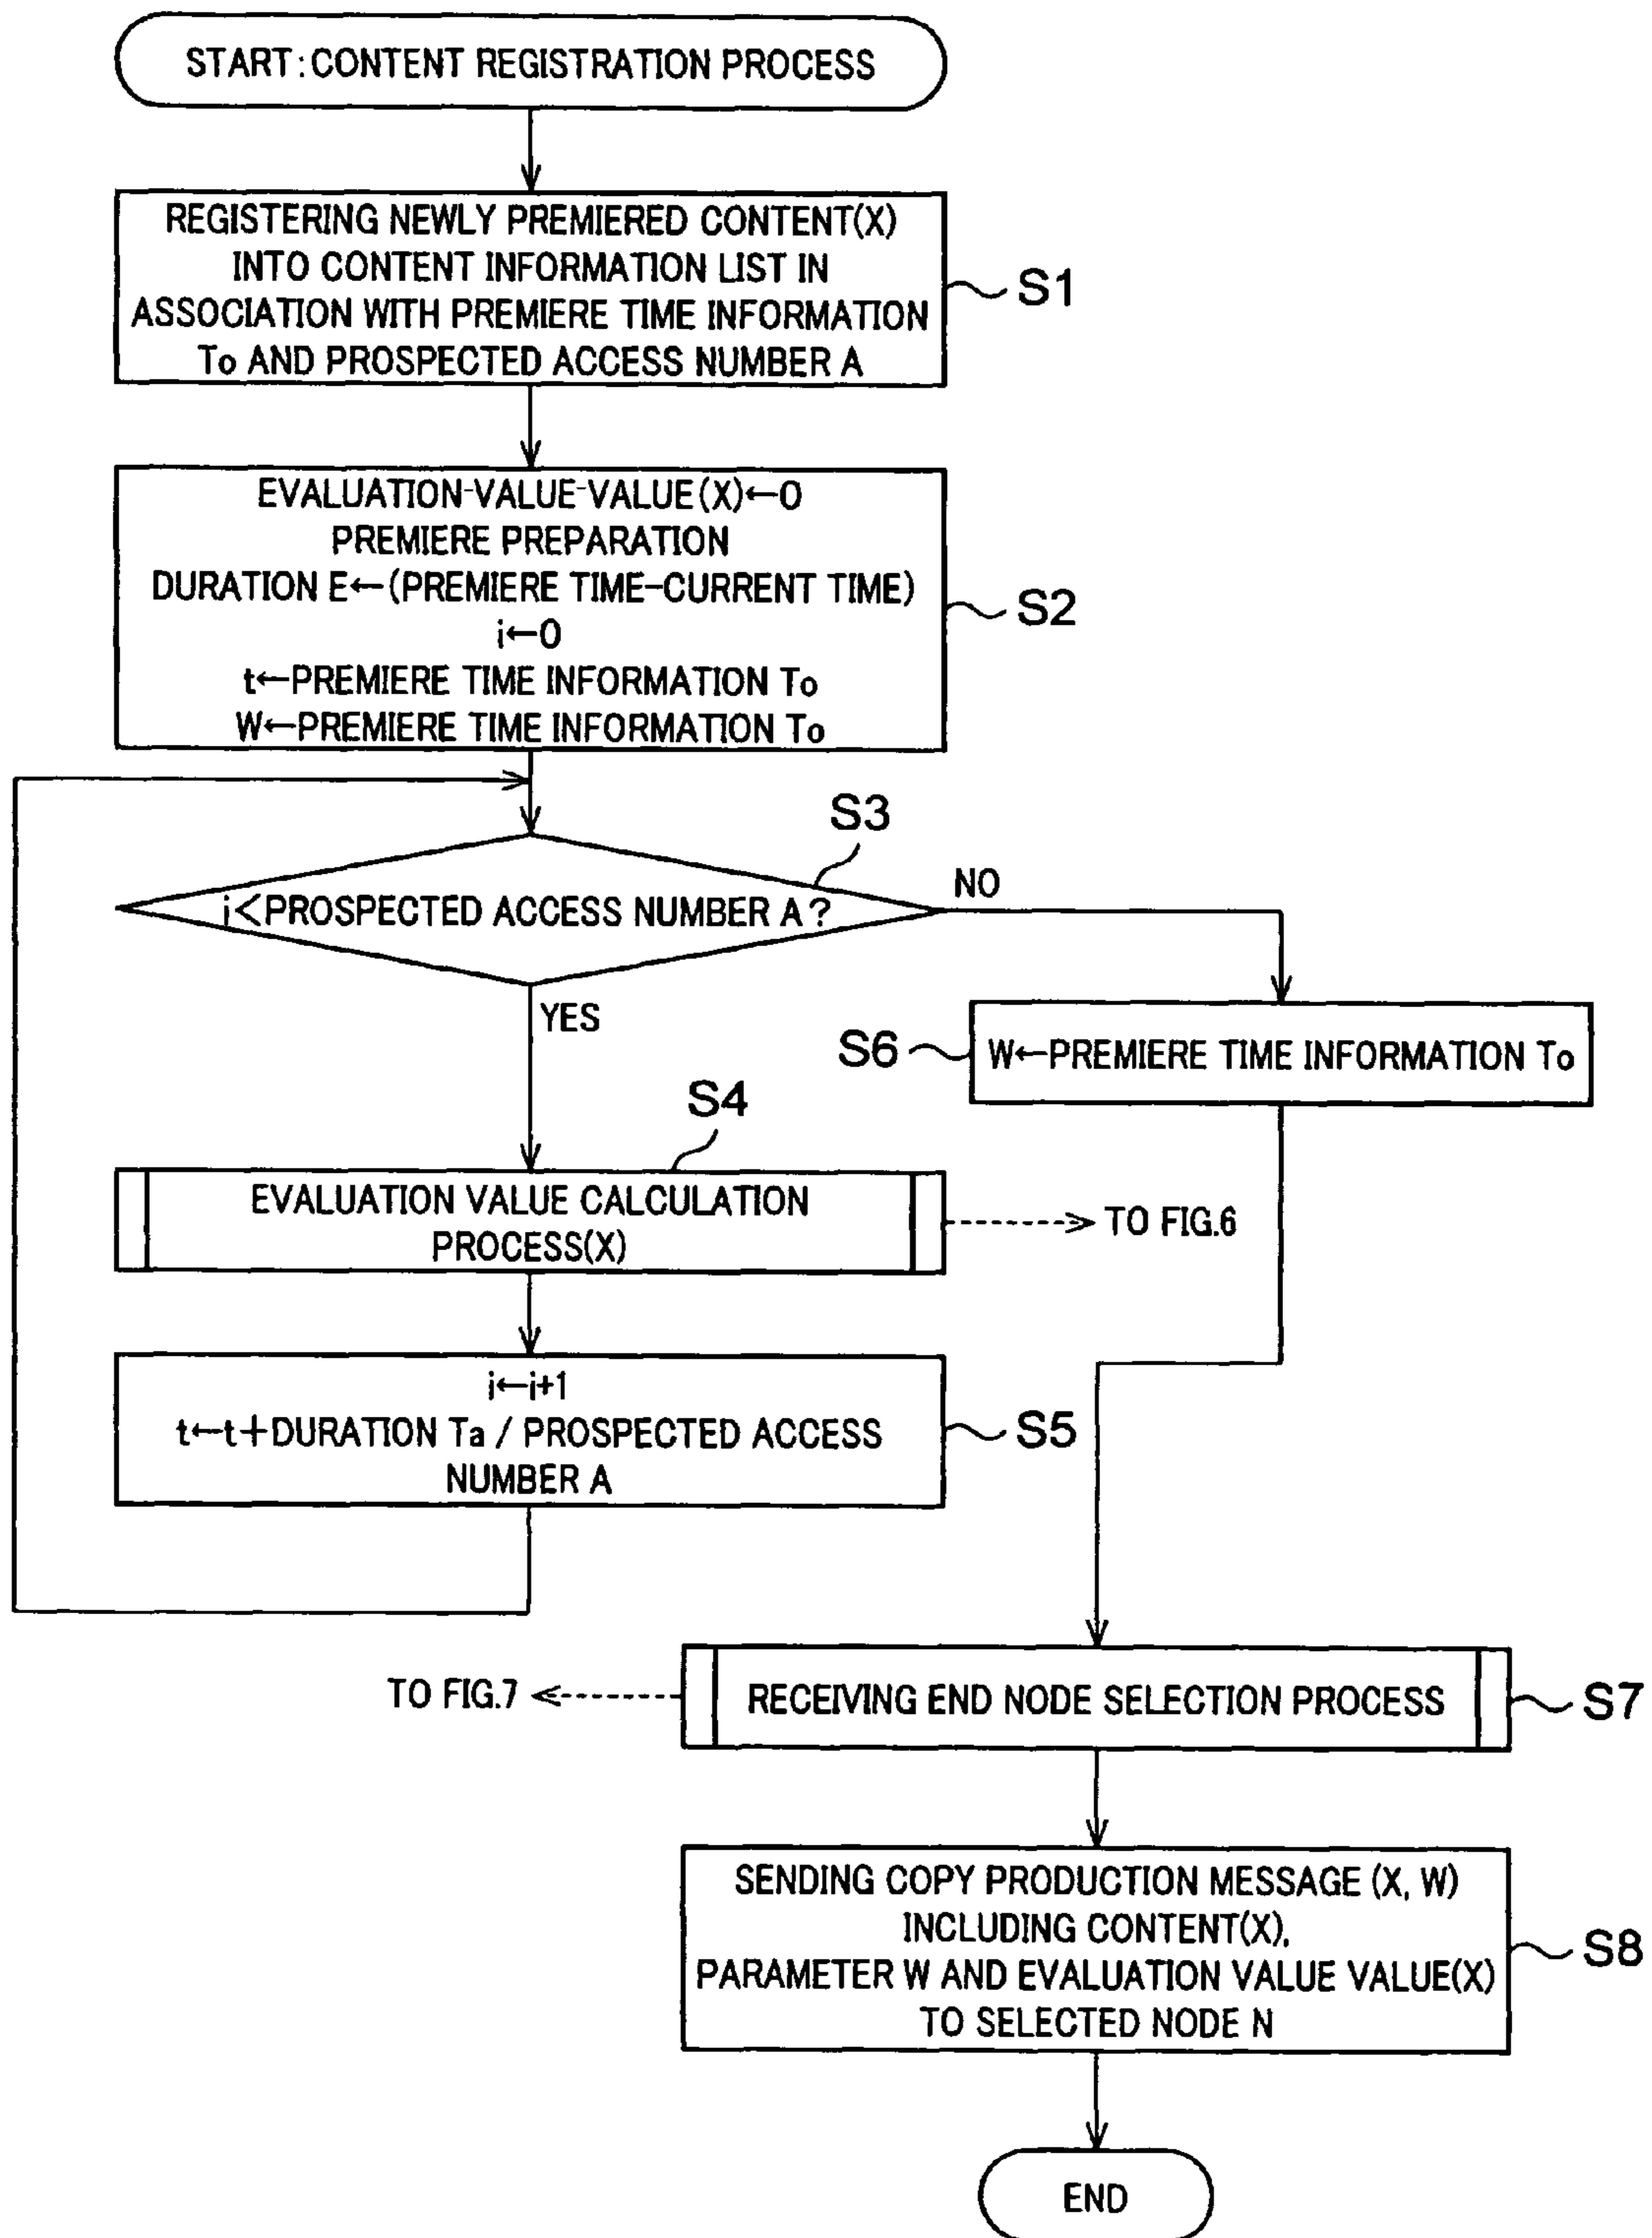 START:CONTENT REGISTRATION PROCESS
REGISTERING NEWLY PREMIERED CONTENT(X)
INTO CONTENT INFORMATION LIST IN
ASSOCIATION WITH PREMIERE TIME INFORMATION
To AND PROSPECTED ACCESS NUMBER A
S1
EVALUATION-VALUE-VALUE(X)←0
PREMIERE PREPARATION
DURATION E←(PREMIERE TIME-CURRENT TIME)
i←0
t←PREMIERE TIME INFORMATION To
W←PREMIERE TIME INFORMATION To
S2
S3
i<PROSPECTED ACCESS NUMBER A?
NO
YES
S6
W←PREMIERE TIME INFORMATION To
S4
EVALUATION VALUE CALCULATION
PROCESS(X)
TO FIG.6
i←i+1
t←t+DURATION Ta / PROSPECTED ACCESS
NUMBER A
S5
TO FIG.7
RECEIVING END NODE SELECTION PROCESS
S7
SENDING COPY PRODUCTION MESSAGE (X, W)
INCLUDING CONTENT(X),
PARAMETER W AND EVALUATION VALUE VALUE(X)
TO SELECTED NODE N
S8
END